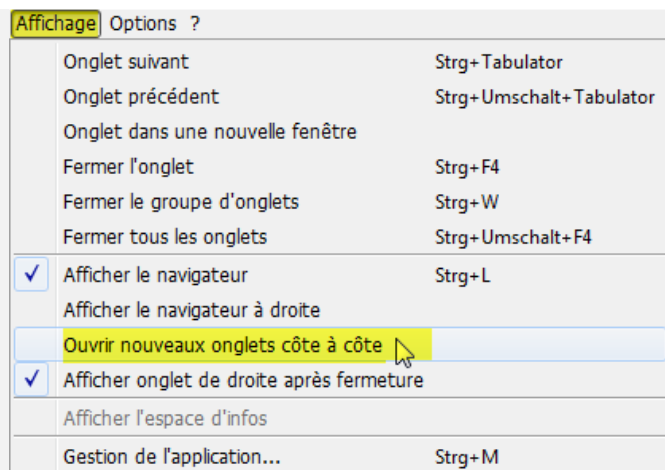 Affichage Options ?
Onglet suivant Strg+Tabulator
Onglet précédent Strg+Umschalt+Tabulator
Onglet dans une nouvelle fenêtre
Fermer l'onglet Strg+F4
Fermer le groupe d'onglets Strg+W
Fermer tous les onglets Strg+Umschalt+F4
Afficher le navigateur Strg+L
Afficher le navigateur à droite
Ouvrir nouveaux onglets côte à côte
Afficher onglet de droite après fermeture
Afficher l'espace d'infos
Gestion de l'application... Strg+M